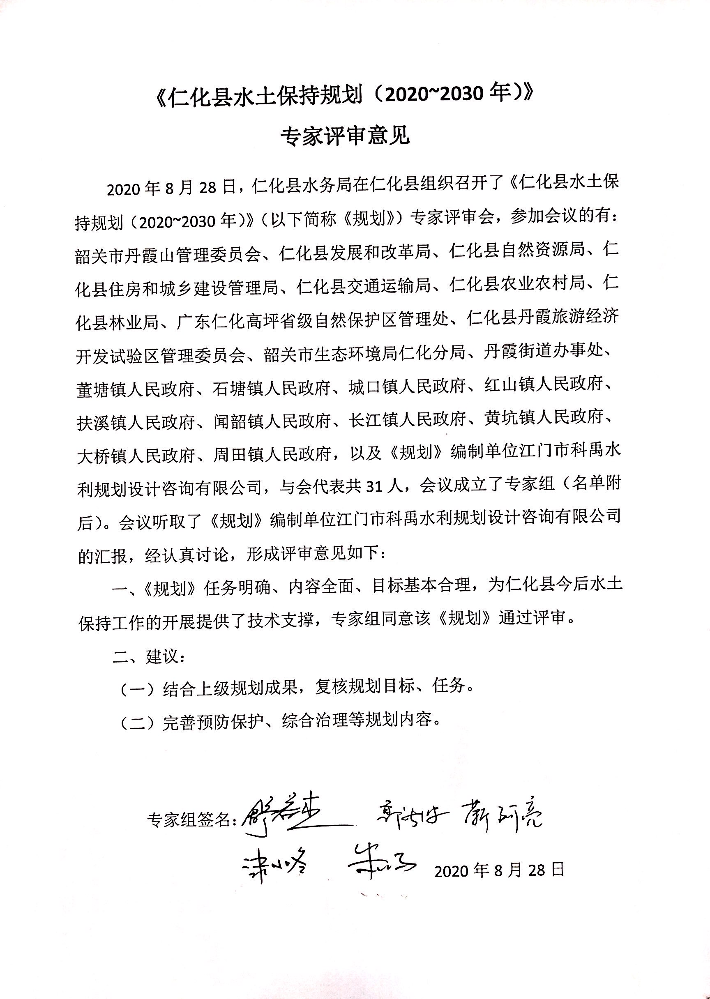 《仁化县水土保持规划（2020~2030 年）》
专家评审意见
2020 年 8 月 28 日，仁化县水务局在仁化县组织召开了《仁化县水土保
持规划（2020~2030 年）》（以下简称《规划》）专家评审会，参加会议的有：
韶关市丹霞山管理委员会、仁化县发展和改革局、仁化县自然资源局、仁
化县住房和城乡建设管理局、仁化县交通运输局、仁化县农业农村局、仁
化县林业局、广东仁化高坪省级自然保护区管理处、仁化县丹霞旅游经济
开发试验区管理委员会、韶关市生态环境局仁化分局、丹霞街道办事处、
董塘镇人民政府、石塘镇人民政府、城口镇人民政府、红山镇人民政府、
扶溪镇人民政府、闻韶镇人民政府、长江镇人民政府、黄坑镇人民政府、
大桥镇人民政府、周田镇人民政府，以及《规划》编制单位江门市科禹水
利规划设计咨询有限公司，与会代表共 31 人，会议成立了专家组（名单附
后）。会议听取了《规划》编制单位江门市科禹水利规划设计咨询有限公司
的汇报，经认真讨论，形成评审意见如下：
一、《规划》任务明确、内容全面、目标基本合理，为仁化县今后水土
保持工作的开展提供了技术支撑，专家组同意该《规划》通过评审。
二、建议：
（一）结合上级规划成果，复核规划目标、任务。
（二）完善预防保护、综合治理等规划内容。
专家组签名：
2020 年 8 月 28 日